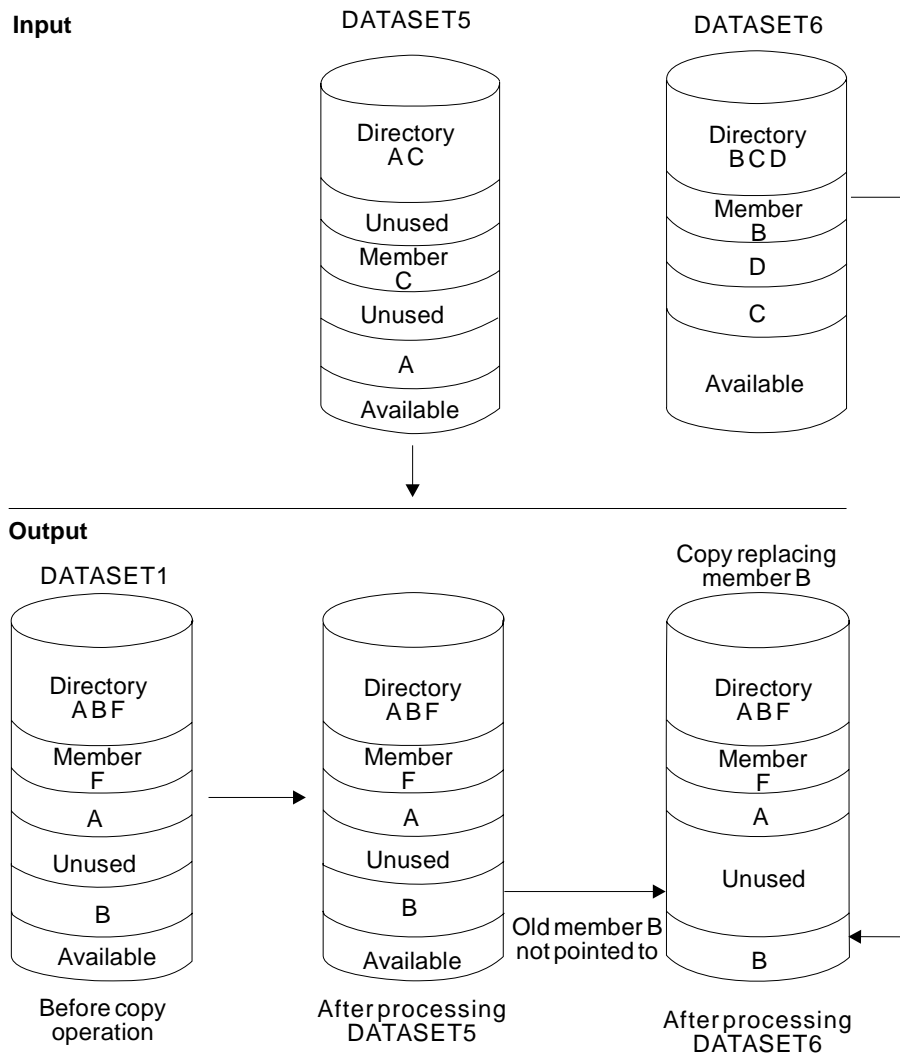 Input
DATASET5
DATASET6
Directory
A C
Unused
Member
C
Unused
A
Available
Directory
B C D
Member
B
D
C
Available
Output
DATASET1
Directory
A B F
Member
F
A
Unused
B
Available
Before copy
operation
Directory
A B F
Member
F
A
Unused
B
Available
After processing
DATASET5
Old member B
not pointed to
Copy replacing
member B
Directory
A B F
Member
F
A
Unused
B
After processing
DATASET6